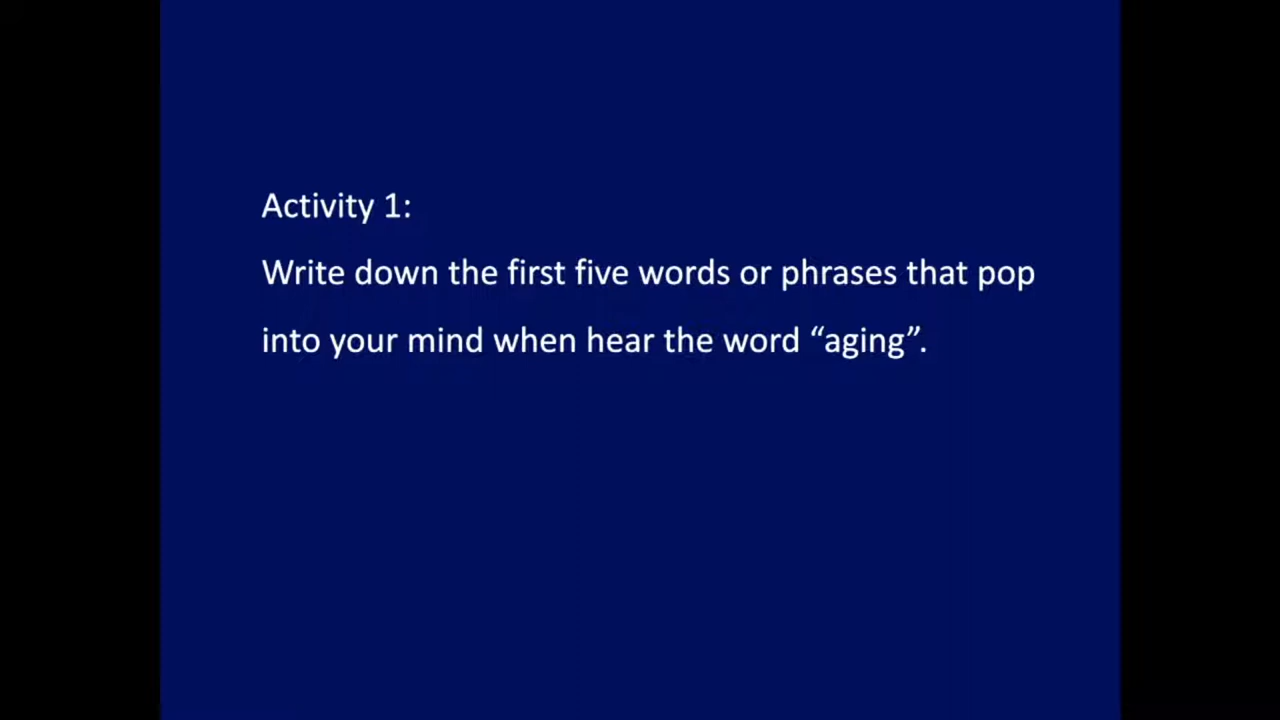 Activity 1:
Write down the first five words or phrases that pop
into your mind when hear the word “aging”.